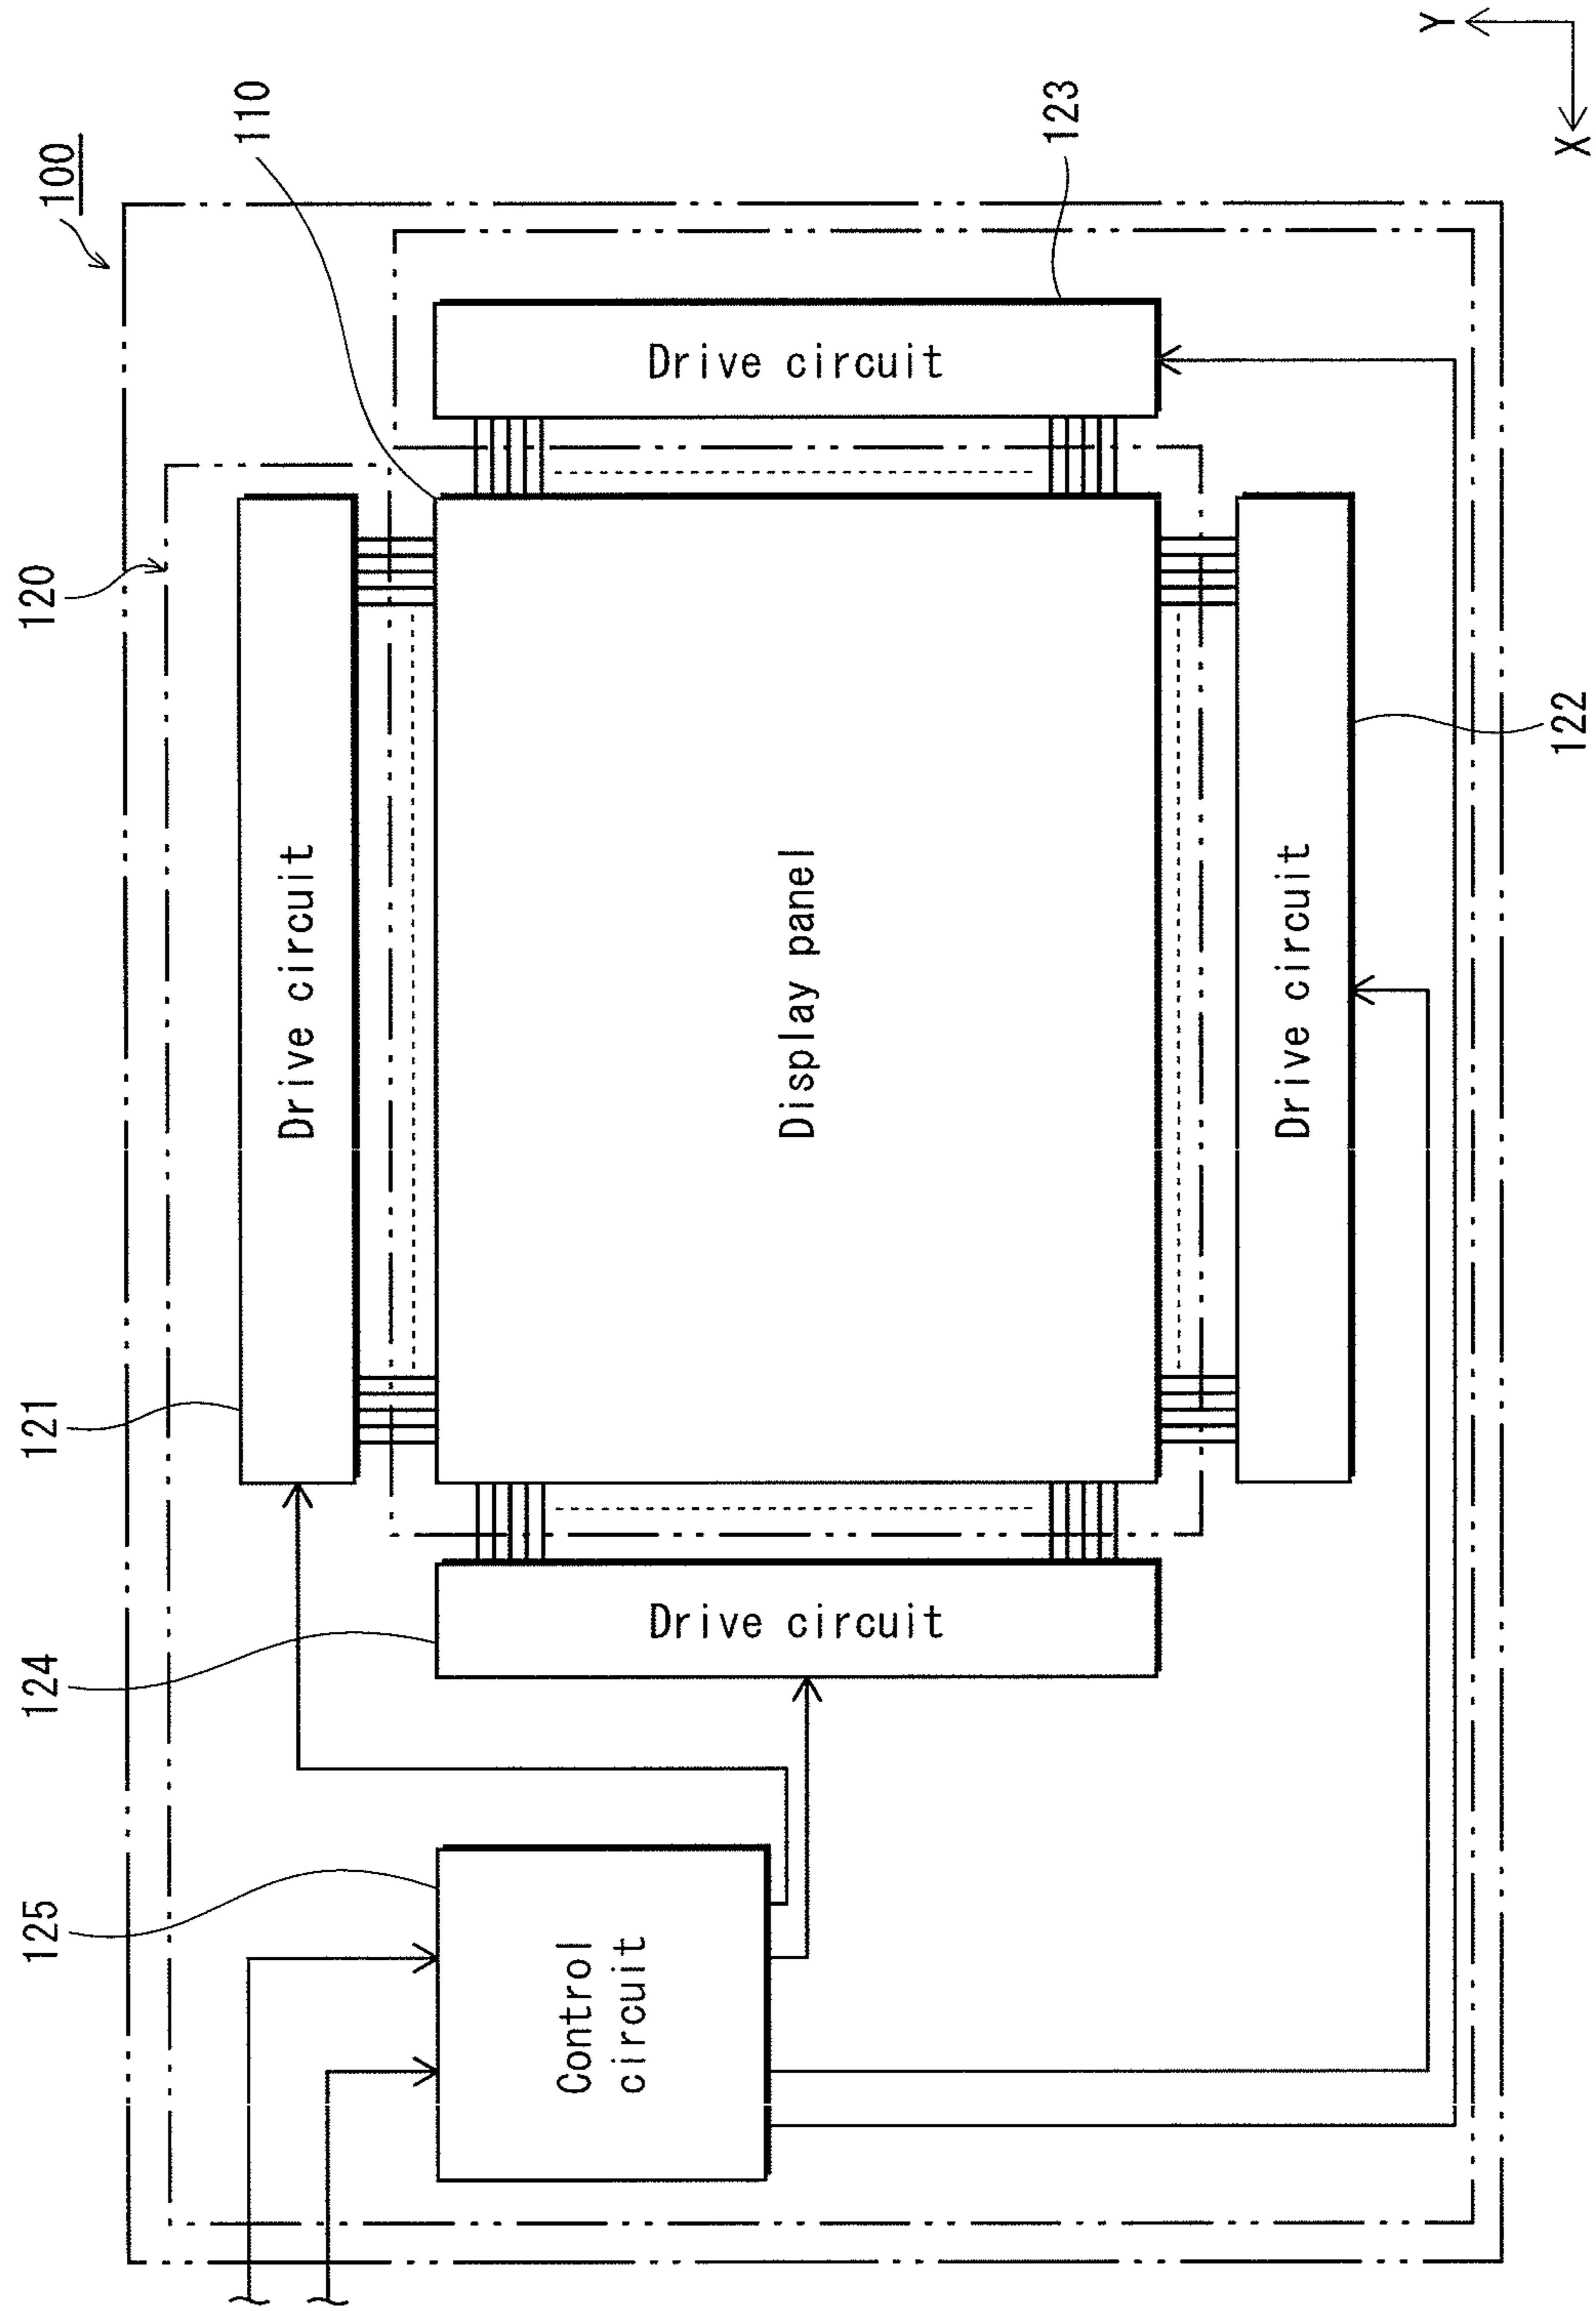 100
110
120
Drive circuit
123
Drive circuit
121
Display panel
Drive circuit
122
124
Drive circuit
125
Control
circuit
Y
X